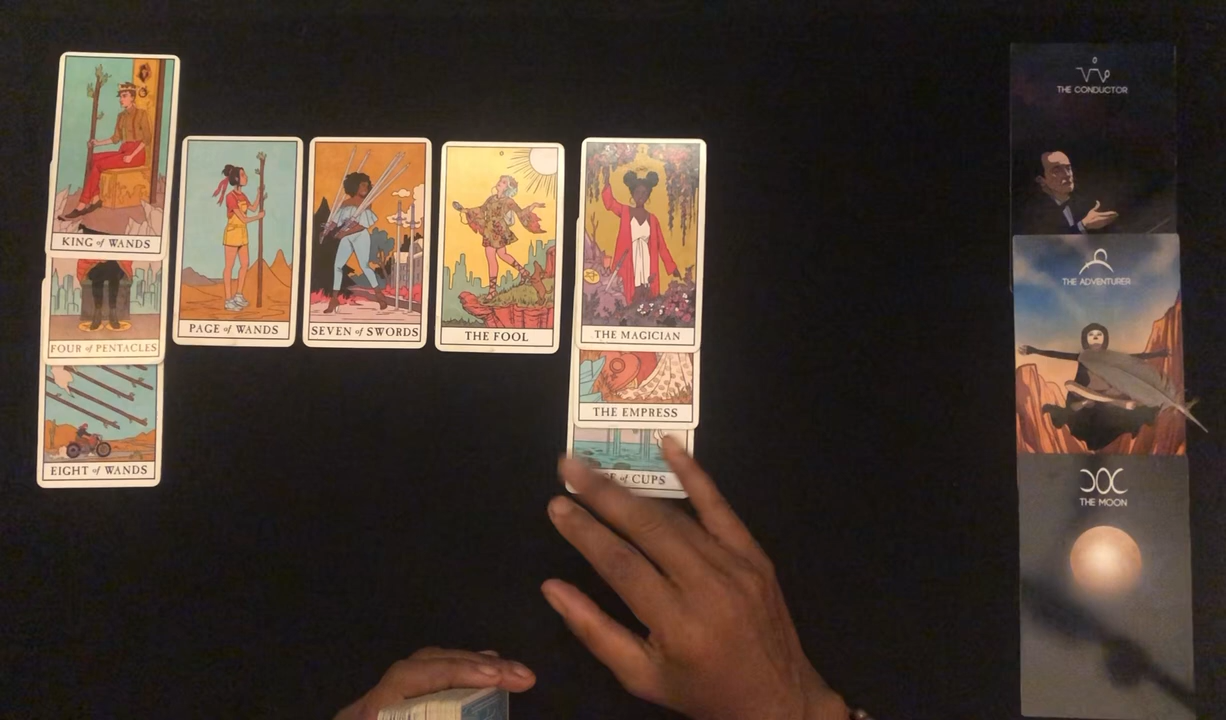 KING of WANDS
FOUR of PENTACLES
EIGHT of WANDS
PAGE of WANDS
SEVEN of SWORDS
0
THE FOOL
THE MAGICIAN
THE EMPRESS
of CUPS
THE CONDUCTOR
THE ADVENTURER
THE MOON